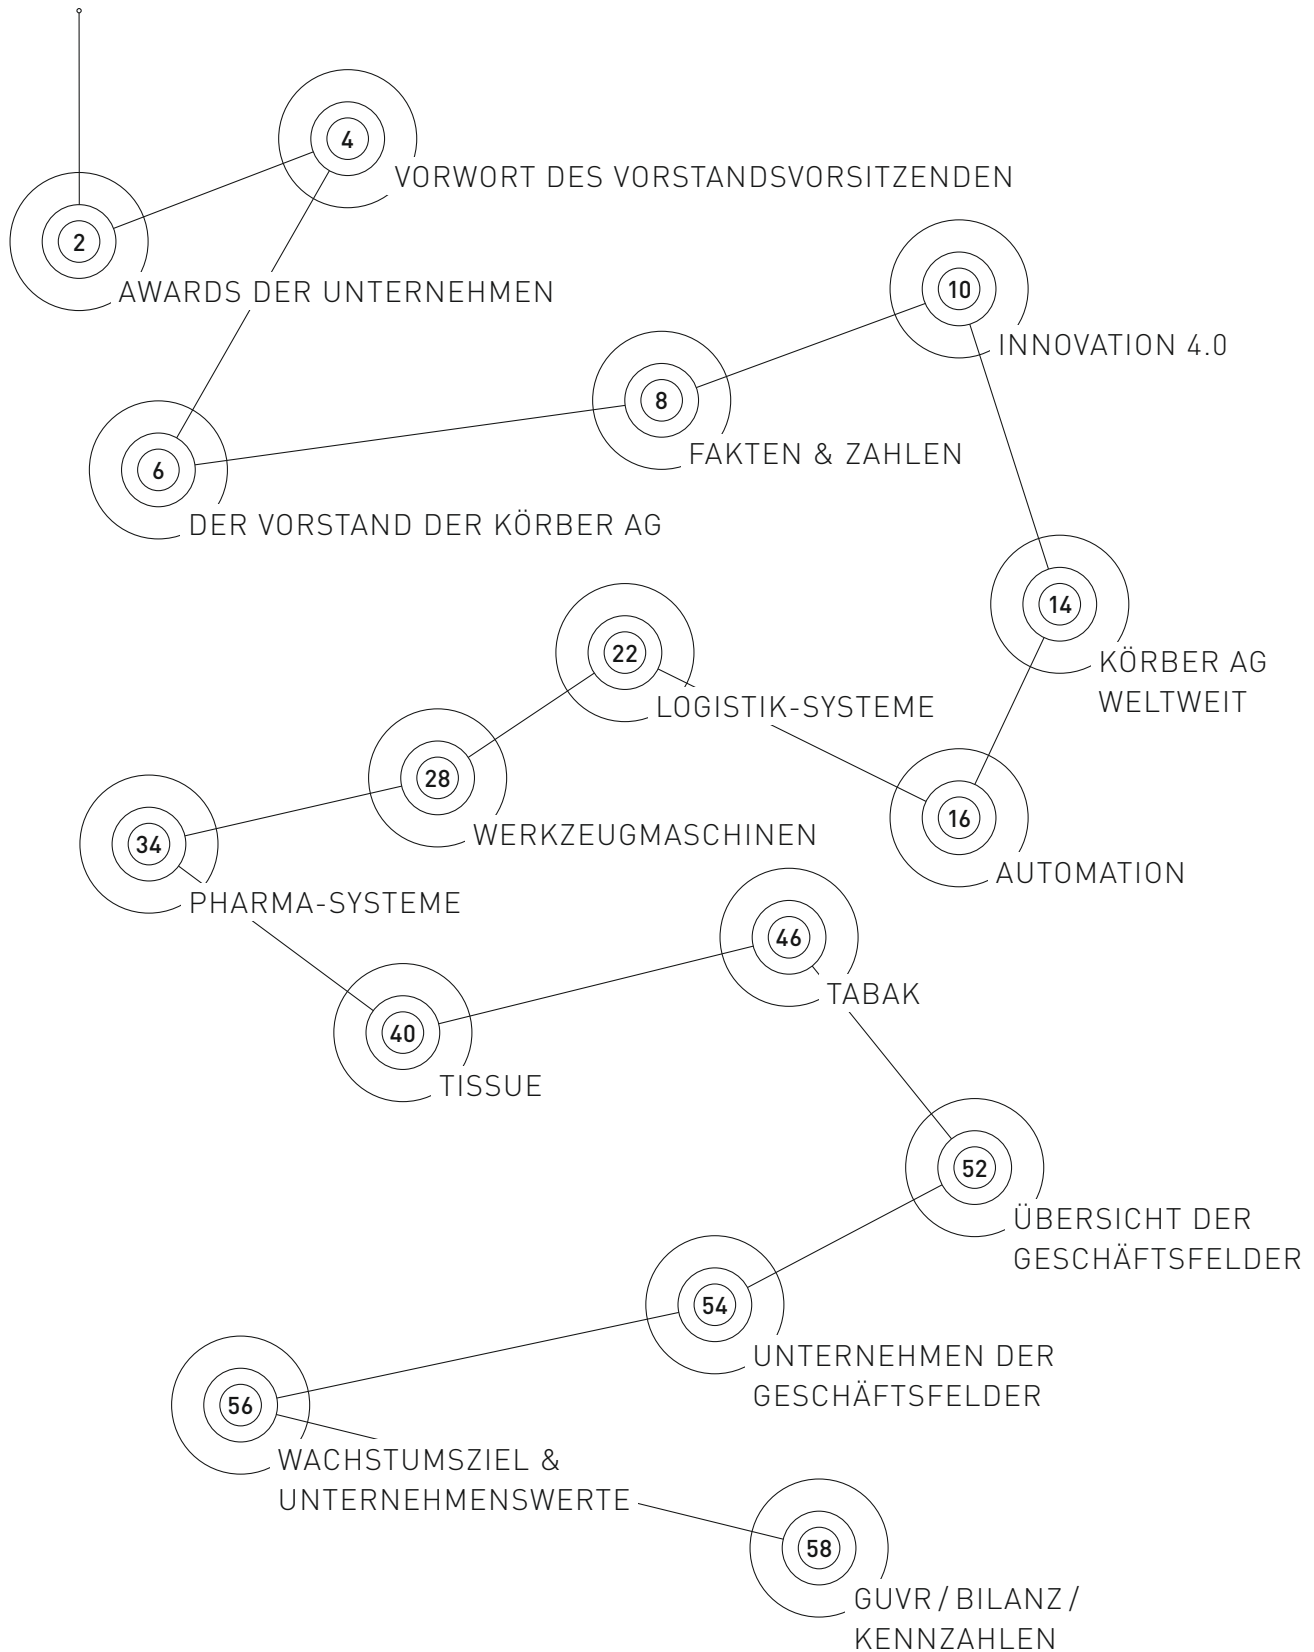 4
VORWORT DES VORSTANDSVORSITZENDEN
2
AWARDS DER UNTERNEHMEN
10
INNOVATION 4.0
8
FAKTEN & ZAHLEN
6
DER VORSTAND DER KÖRBER AG
14
KÖRBER AG
WELTWEIT
22
LOGISTIK-SYSTEME
28
WERKZEUGMASCHINEN
16
AUTOMATION
34
PHARMA-SYSTEME
46
TABAK
40
TISSUE
52
ÜBERSICHT DER
GESCHÄFTSFELDER
54
UNTERNEHMEN DER
GESCHÄFTSFELDER
56
WACHSTUMSZIEL &
UNTERNEHMENSWERTE
58
GUVR / BILANZ /
KENNZAHLEN